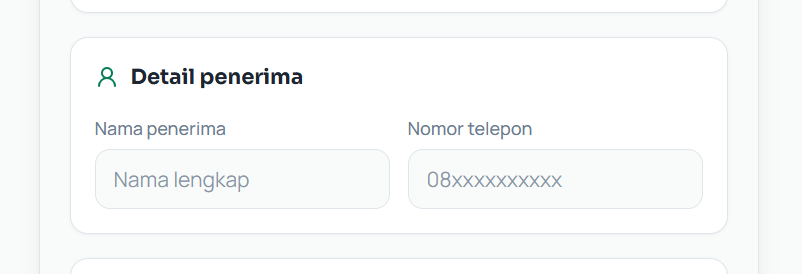 Detail penerima
Nama penerima
Nomor telepon
Nama lengkap
08xxxxxxxxxx